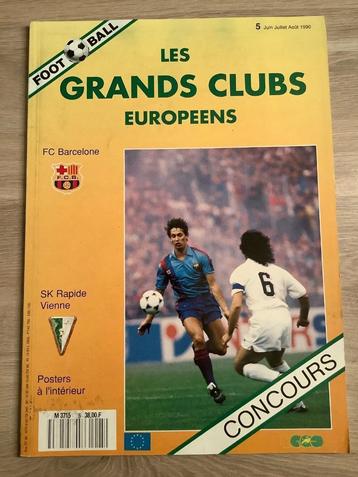 FOOT BALL
5 Juin Juillet Août 1990
LES
GRANDS CLUBS
EUROPEENS
FC Barcelone
F.C.B.
6
SK Rapide
Vienne
Posters
à l'intérieur
CONCOURS
M 3715
38,00 F